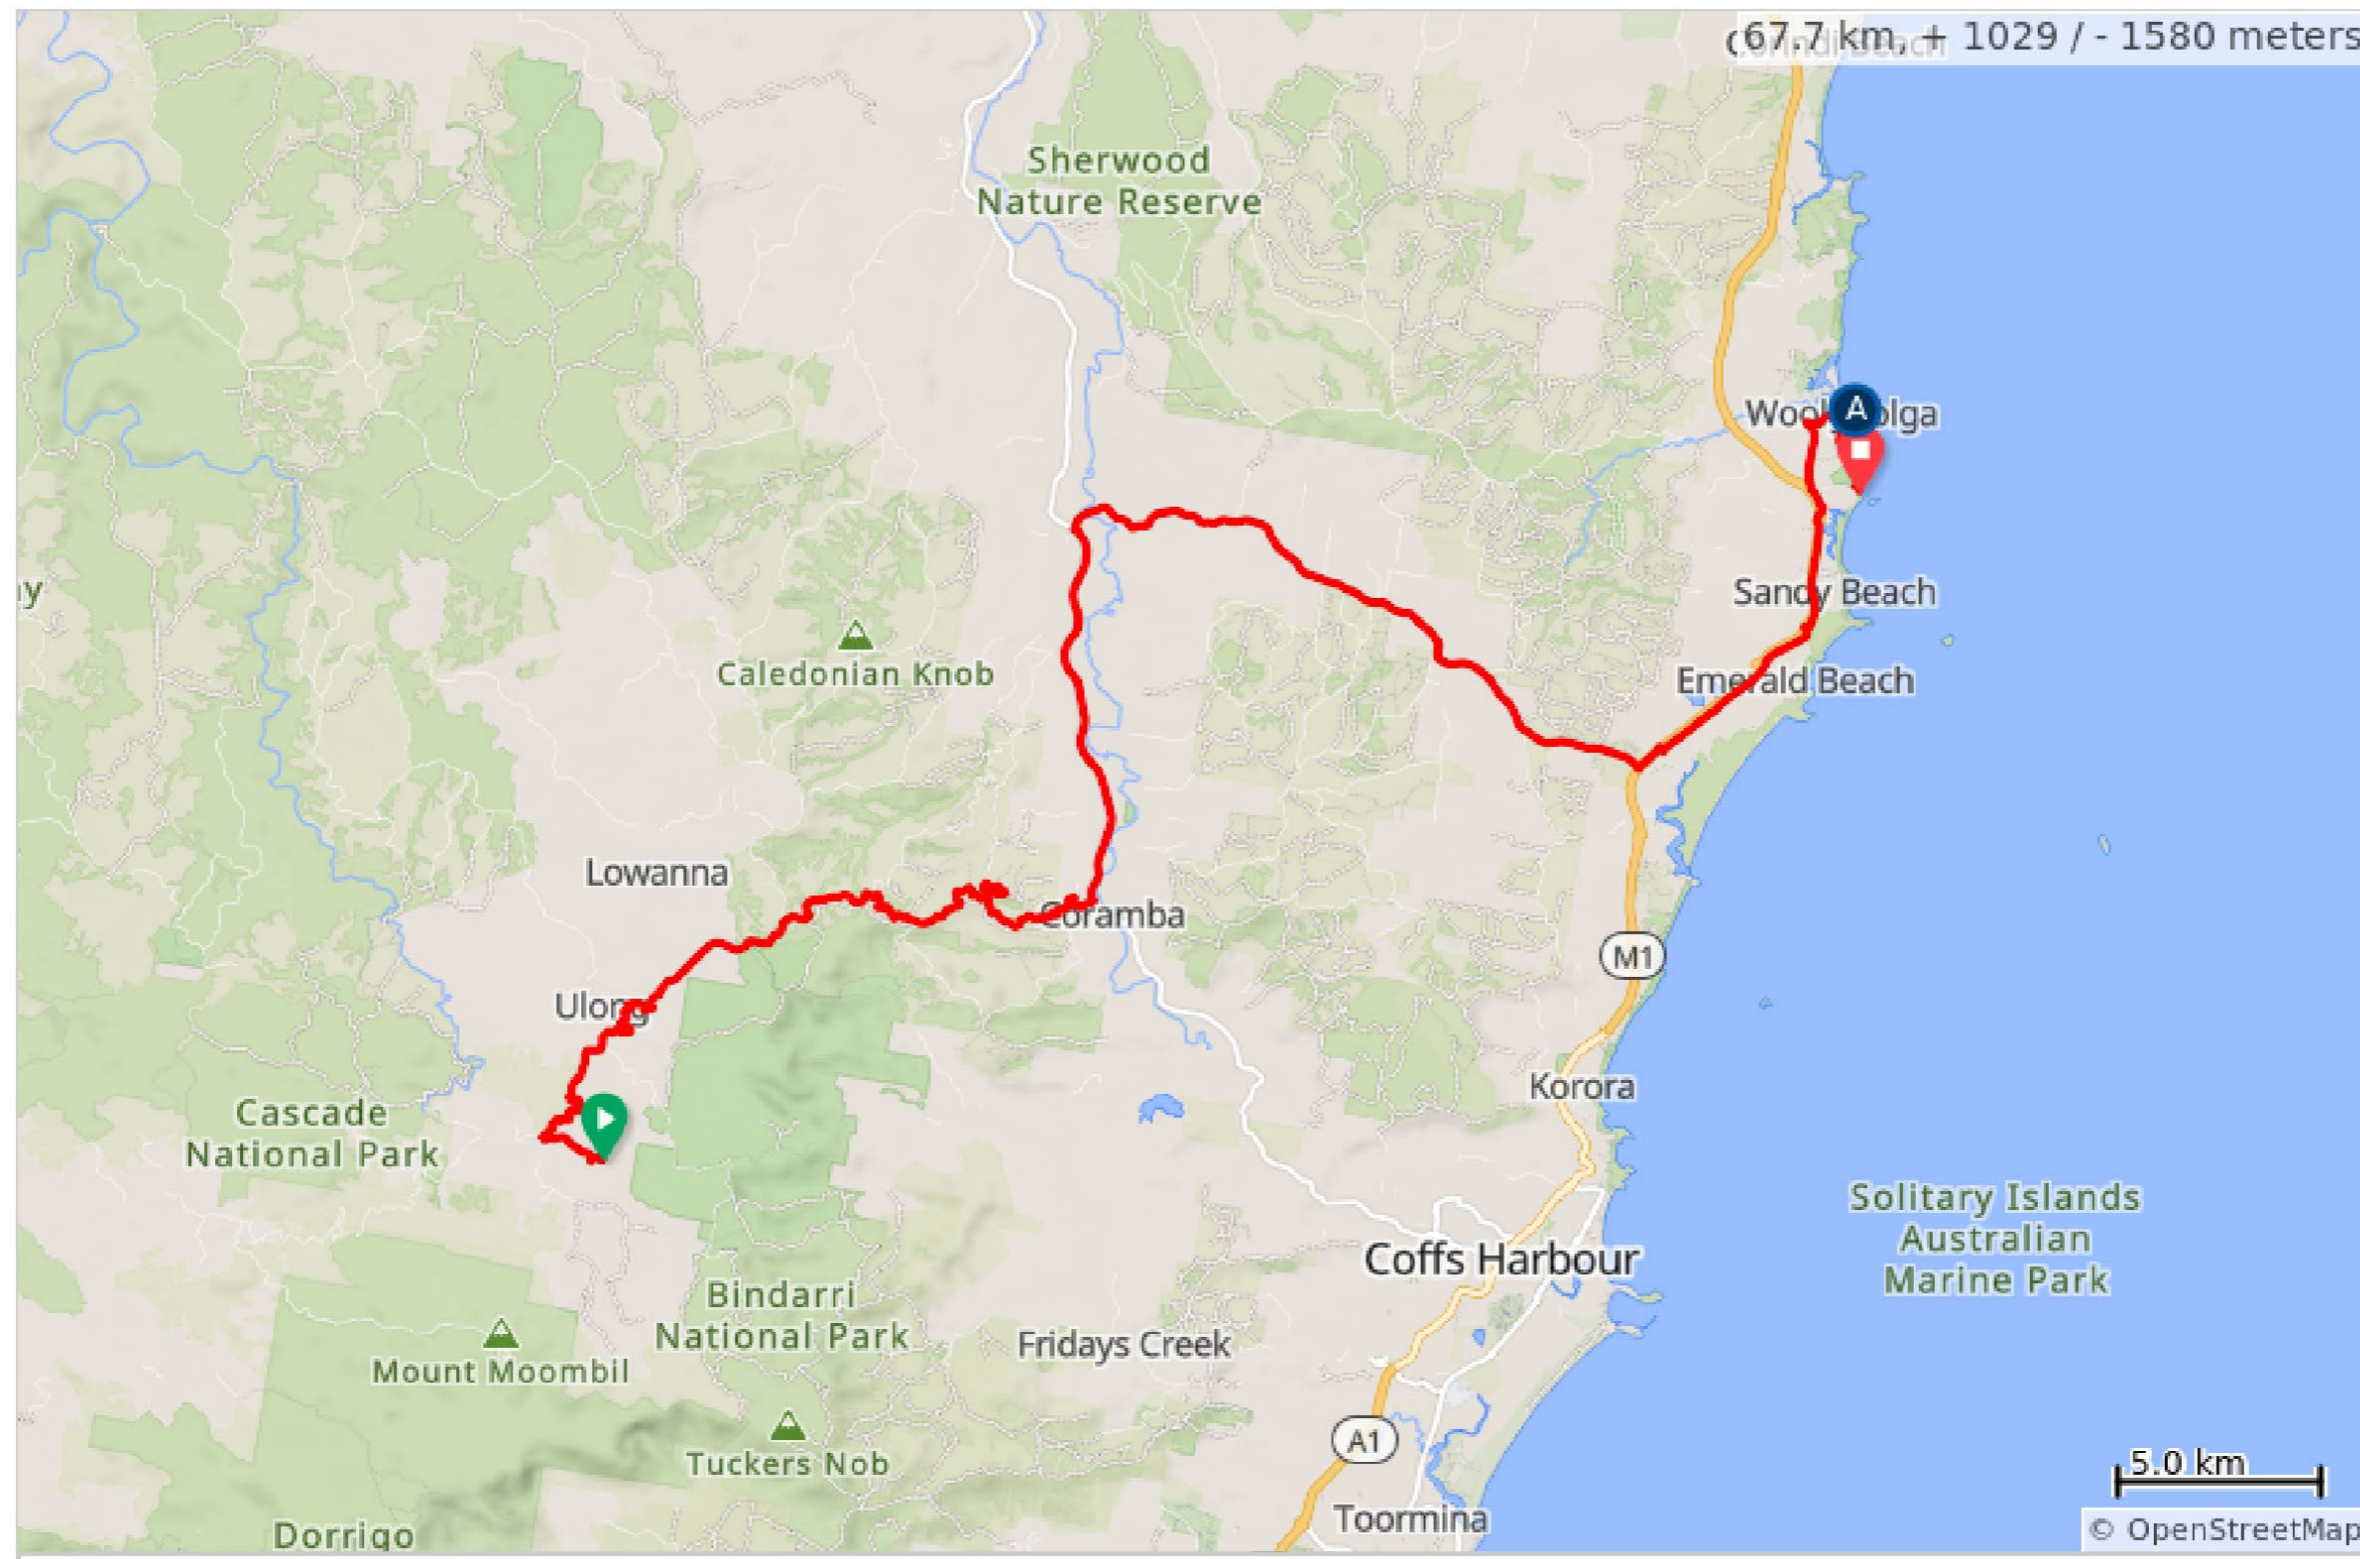 67.7 km, + 1029 / - 1580 meters
Sherwood
Nature Reserve
A
Sandy Beach
Caledonian Knob
Emerald Beach
Lowanna
Coramba
M1
Ulong
Korora
Cascade
National Park
Solitary Islands
Australian
Marine Park
Coffs Harbour
Bindarri
National Park
Fridays Creek
Mount Moombil
A1
Tuckers Nob
5.0 km
Toormina
© OpenStreetMap
Dorrigo